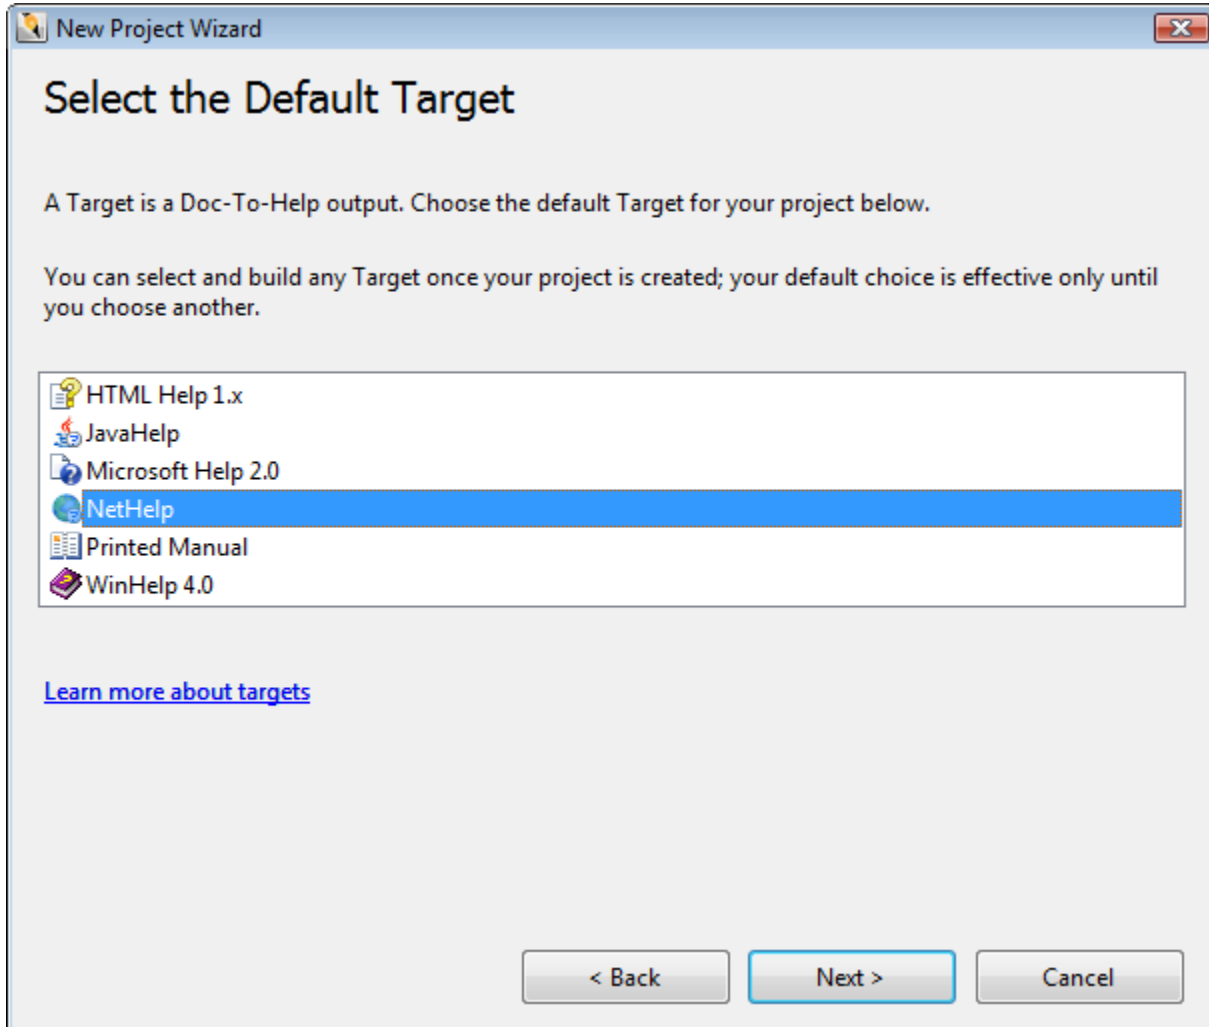 New Project Wizard
Select the Default Target
A Target is a Doc-To-Help output. Choose the default Target for your project below.
You can select and build any Target once your project is created; your default choice is effective only until
you choose another.
HTML Help 1.x
JavaHelp
Microsoft Help 2.0
NetHelp
Printed Manual
WinHelp 4.0
Learn more about targets
< Back
Next >
Cancel